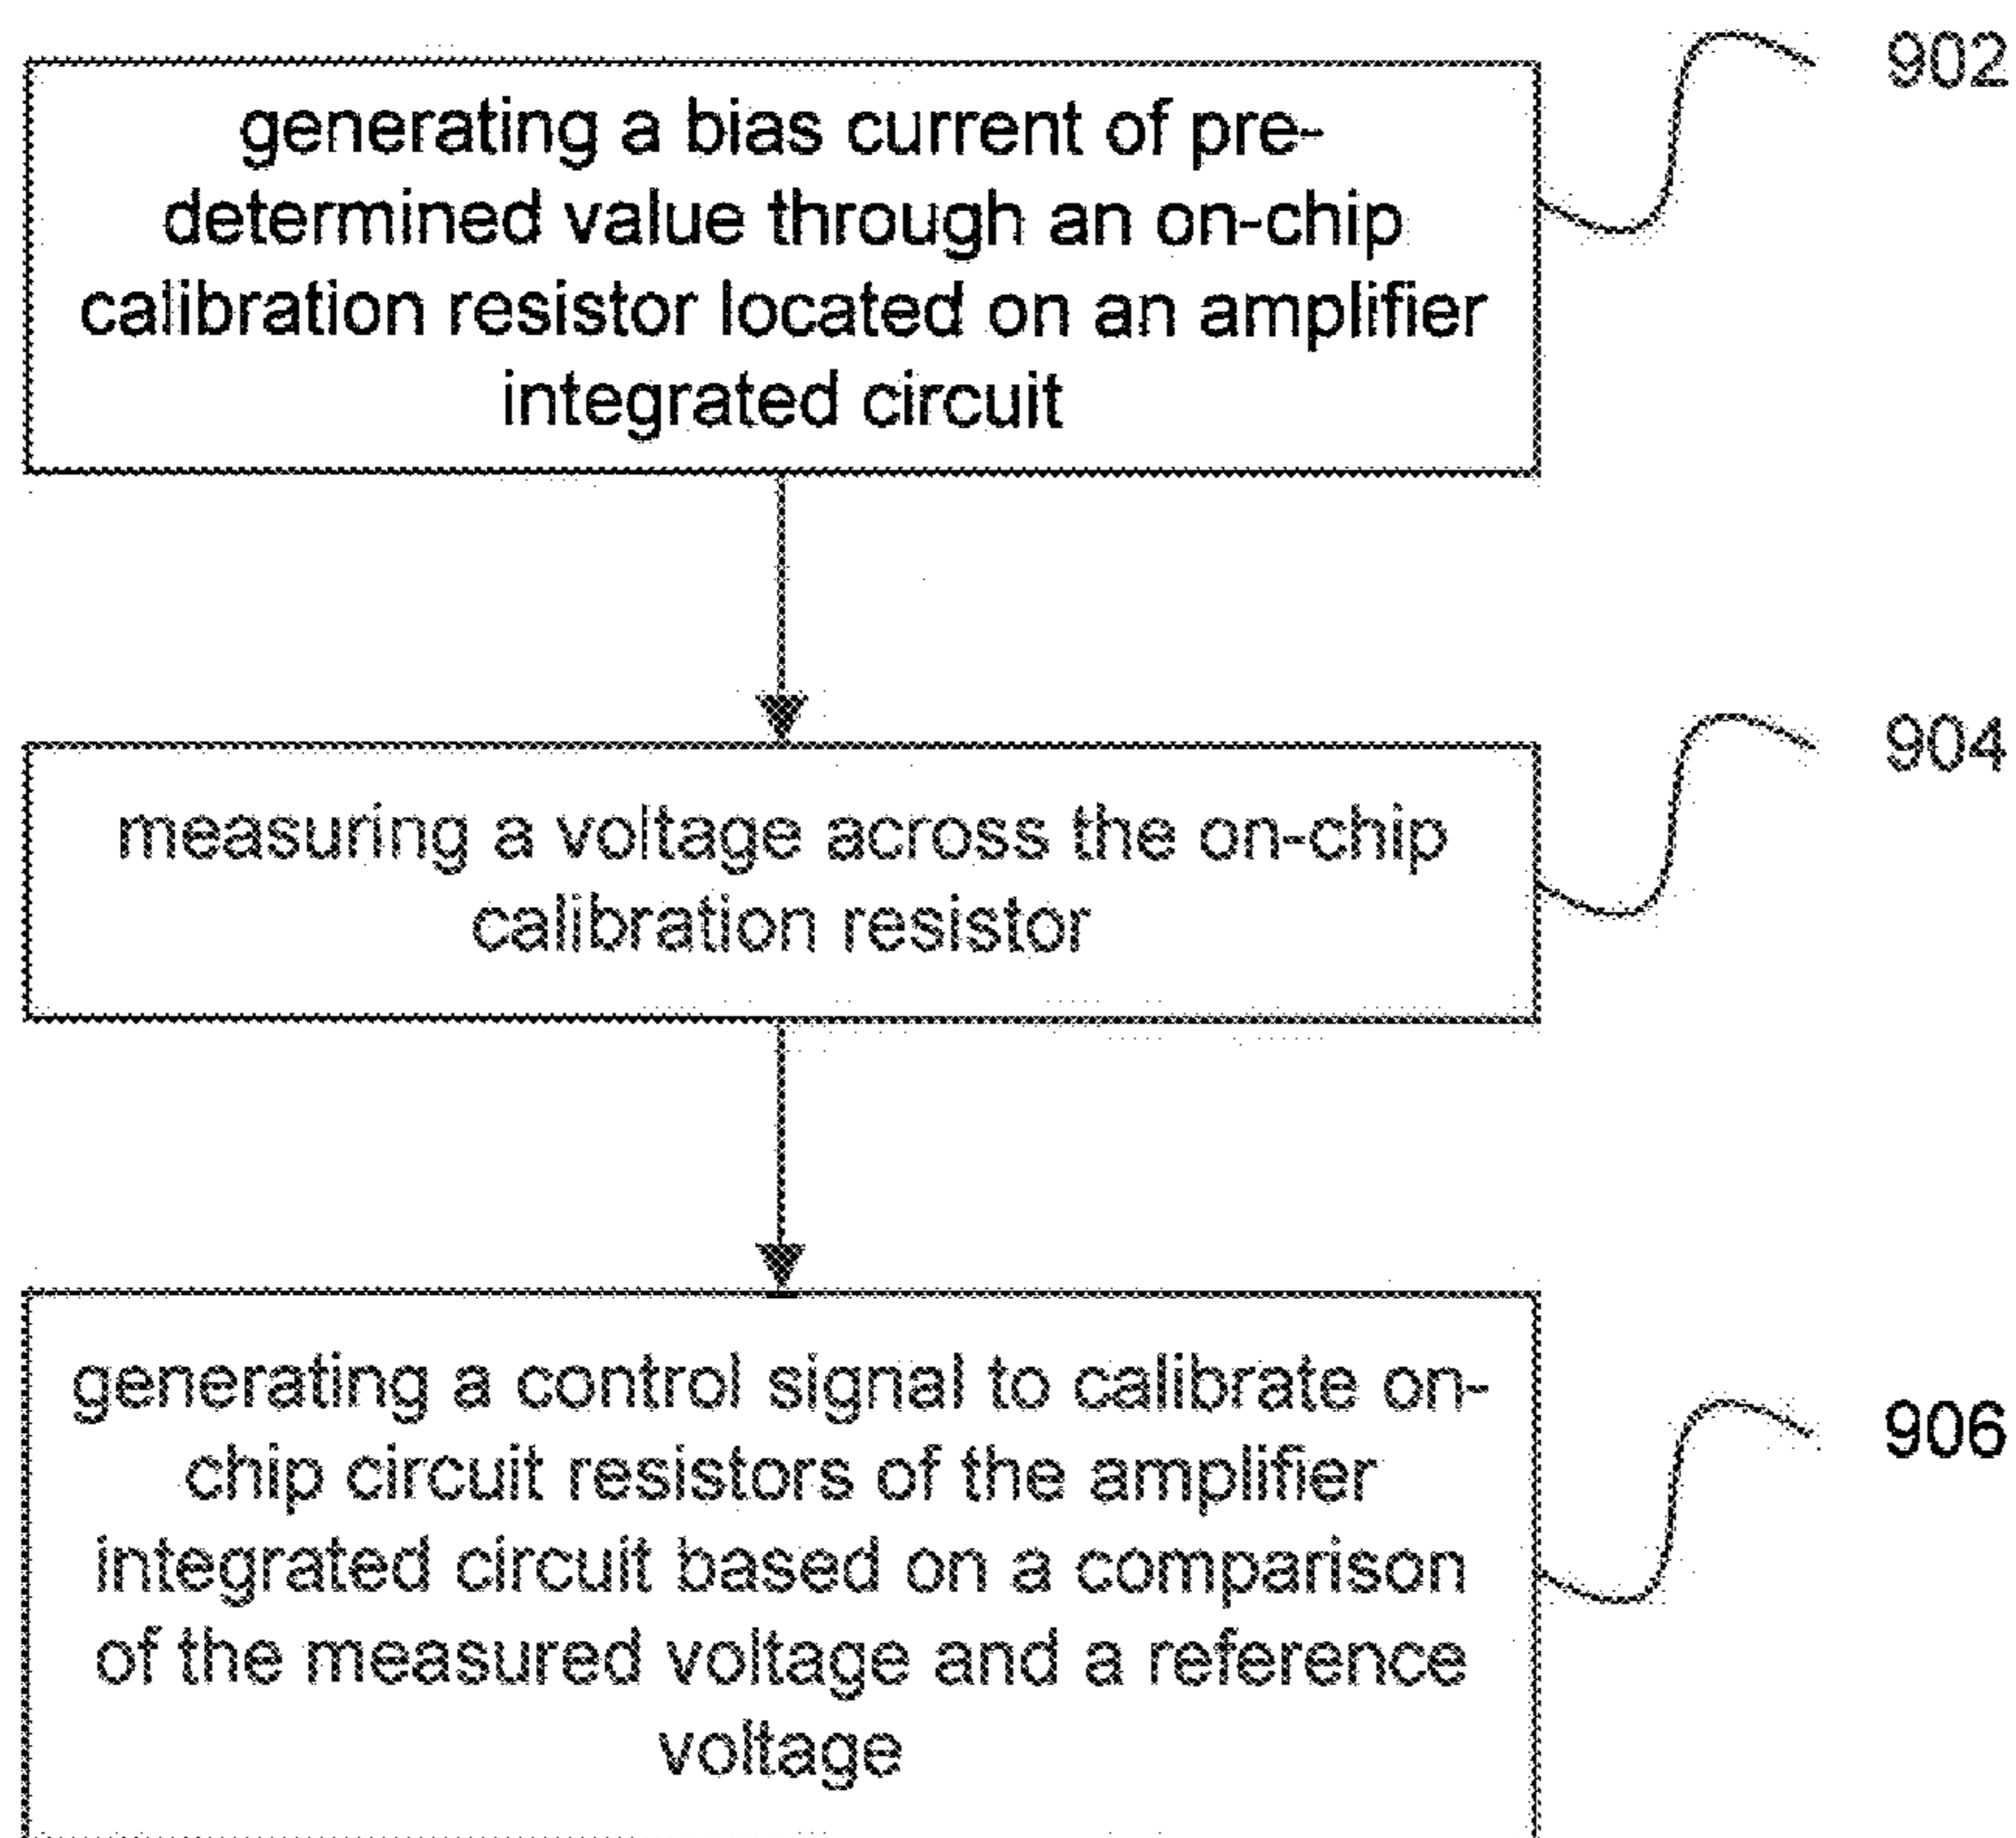 902
generating a bias current of pre-
determined value through an on-chip
calibration resistor located on an amplifier
integrated circuit
904
measuring a voltage across the on-chip
calibration resistor
906
generating a control signal to calibrate on-
chip circuit resistors of the amplifier
integrated circuit based on a comparison
of the measured voltage and a reference
voltage